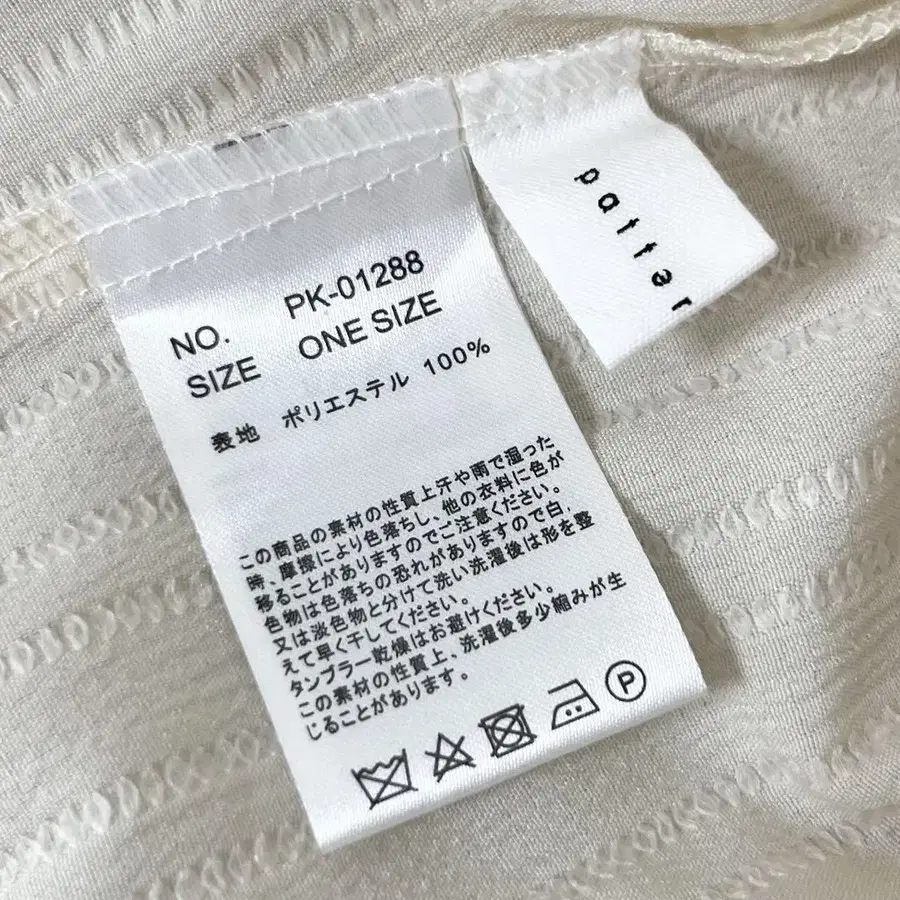 NO. PK-01288
SIZE ONE SIZE
表地 ポリエステル 100%
この商品の素材の性質上汗や雨で湿った
時、摩擦により色落ちし、他の衣料に色が
移ることがありますのでご注意ください。
色物は色落ちの恐れがありますので白,
又は淡色物と分けて洗い洗濯後は形を整
えて早く干してください。
タンブラー乾燥はお避けください。
この素材の性質上、洗濯後多少縮みが生
じることがあります。
P
patter